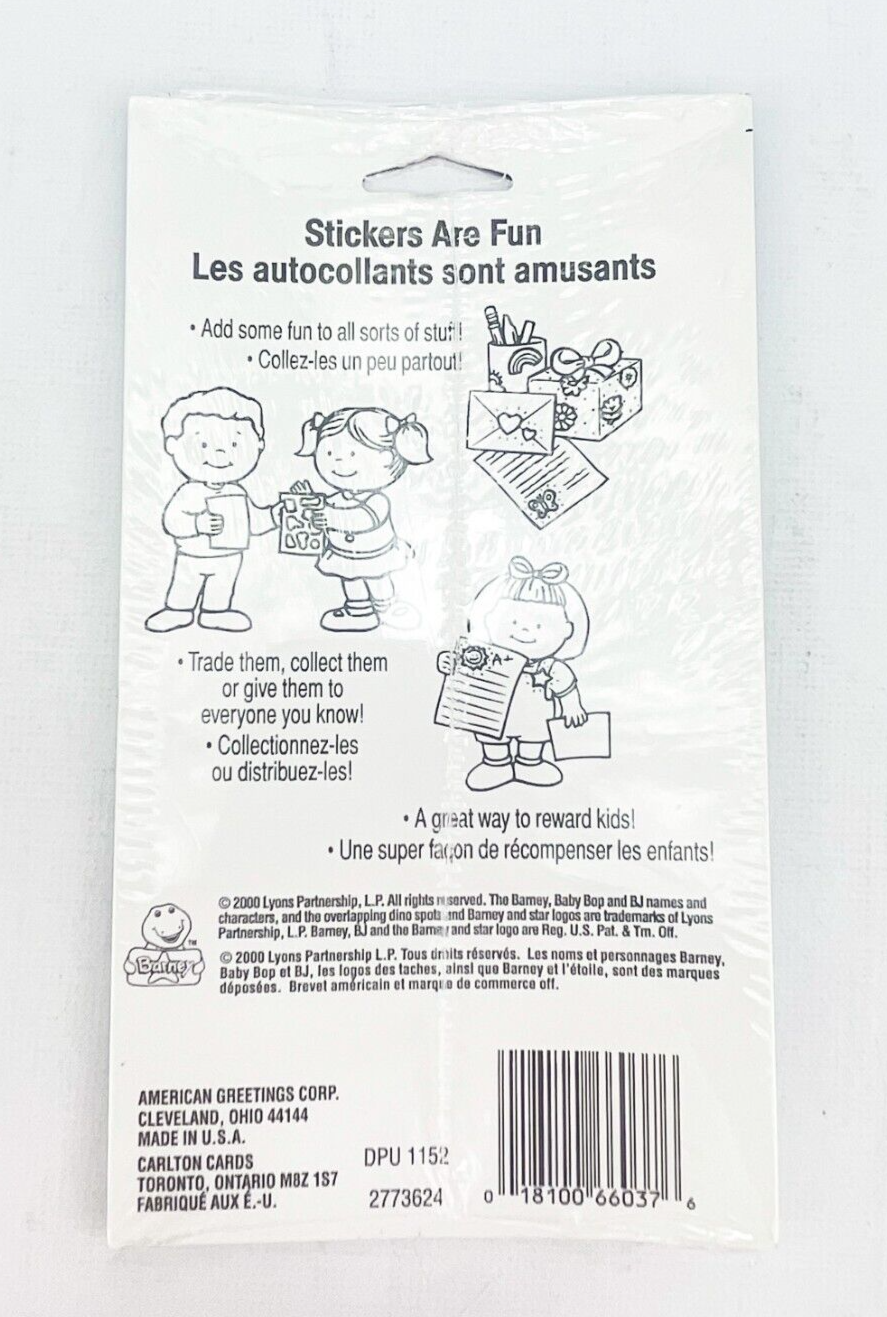 Stickers Are Fun
Les autocollants sont amusants
• Add some fun to all sorts of stuff!
• Collez-les un peu partout!
A+
• Trade them, collect them
or give them to
everyone you know!
• Collectionnez-les
ou distribuez-les!
• A great way to reward kids!
• Une super façon de récompenser les enfants!
© 2000 Lyons Partnership, L.P. All rights reserved. The Barney, Baby Bop and BJ names and
characters, and the overlapping dino spots and Barney and star logos are trademarks of Lyons
Partnership, L.P. Barney, BJ and the Barney and star logo are Reg. U.S. Pat. & Tm. Off.
TM
Barney
© 2000 Lyons Partnership L.P. Tous droits réservés. Les noms et personnages Barney,
Baby Bop et BJ, les logos des taches, ainsi que Barney et l'étoile, sont des marques
déposées. Brevet américain et marque de commerce off.
AMERICAN GREETINGS CORP.
CLEVELAND, OHIO 44144
MADE IN U.S.A.
CARLTON CARDS
TORONTO, ONTARIO M8Z 1S7
FABRIQUÉ AUX É.-U.
DPU 1152
2773624
0 18100 66037 6